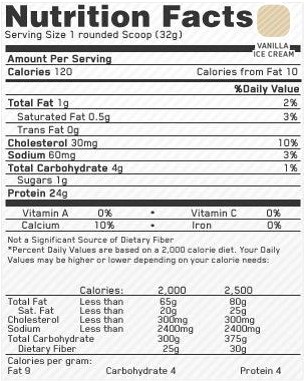 Nutrition Facts
Serving Size 1 rounded Scoop (32g)
VANILLA
ICE CREAM
Amount Per Serving
Calories 120 Calories from Fat 10
%Daily Value
Total Fat 1g 2%
Saturated Fat 0.5g 3%
Trans Fat 0g
Cholesterol 30mg 10%
Sodium 60mg 3%
Total Carbohydrate 4g 1%
Sugars 1g
Protein 24g
Vitamin A 0% • Vitamin C 0%
Calcium 10% • Iron 0%
Not a Significant Source of Dietary Fiber
*Percent Daily Values are based on a 2,000 calorie diet. Your Daily
Values may be higher or lower depending on your calorie needs:
Calories: 2,000 2,500
Total Fat Less than 65g 80g
Sat. Fat Less than 20g 25g
Cholesterol Less than 300mg 300mg
Sodium Less than 2400mg 2400mg
Total Carbohydrate 300g 375g
Dietary Fiber 25g 30g
Calories per gram:
Fat 9 Carbohydrate 4 Protein 4